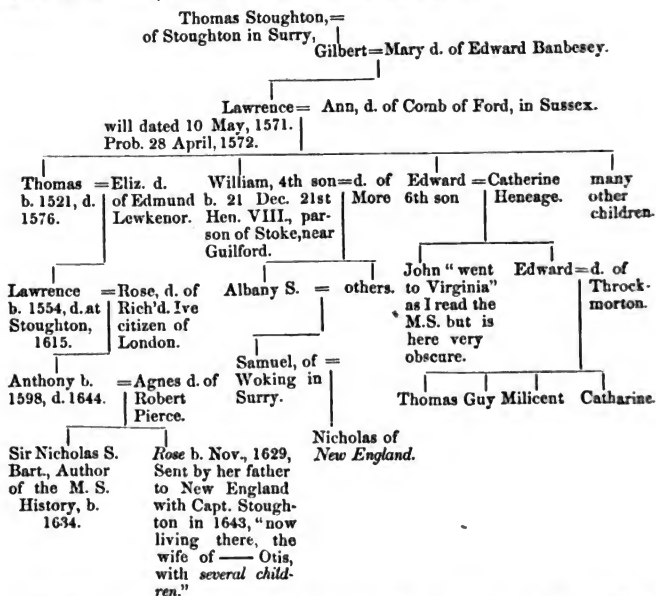 Thomas Stoughton,=
of Stoughton in Surry,
Gilbert=Mary d. of Edward Banbesey.
Lawrence= Ann, d. of Comb of Ford, in Sussex.
will dated 10 May, 1571.
Prob. 28 April, 1572.
Thomas =Eliz. d.
b. 1521, d. of Edmund
1576. Lewkenor.
William, 4th son=d. of
b. 21 Dec. 21st More
Hen. VIII., par-
son of Stoke,near
Guilford.
Edward =Catherine
6th son Heneage.
many
other
children.
Lawrence =Rose, d. of
b. 1554, d.at Rich'd. Ive
Stoughton, citizen of
1615. London.
Albany S. = others.
John "went
to Virginia"
as I read the
M.S. but is
here very
obscure.
Edward=d. of
Throck-
morton.
Anthony b. =Agnes d. of
1598, d. 1644. Robert
Pierce.
Samuel, of =
Woking in
Surry.
Thomas Guy Milicent Catharine.
Sir Nicholas S.
Bart., Author
of the M. S.
History, b.
1634.
Rose b. Nov., 1629,
Sent by her father
to New England
with Capt. Stough-
ton in 1643, "now
living there, the
wife of —— Otis,
with several child-
ren."
Nicholas of
New England.